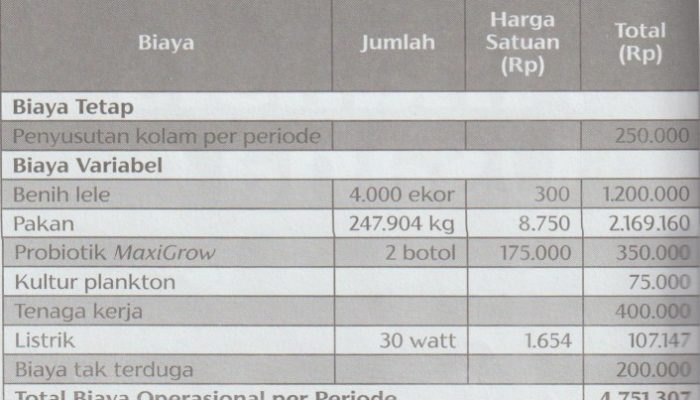 Biaya Jumlah Harga Satuan (Rp) Total (Rp)
Biaya Tetap
Penyusutan kolam per periode 250.000
Biaya Variabel
Benih lele 4.000 ekor 300 1.200.000
Pakan 247.904 kg 8.750 2.169.160
Probiotik MaxiGrow 2 botol 175.000 350.000
Kultur plankton 75.000
Tenaga kerja 400.000
Listrik 30 watt 1.654 107.147
Biaya tak terduga 200.000
Total Biaya Operasional per Periode 4.751.307